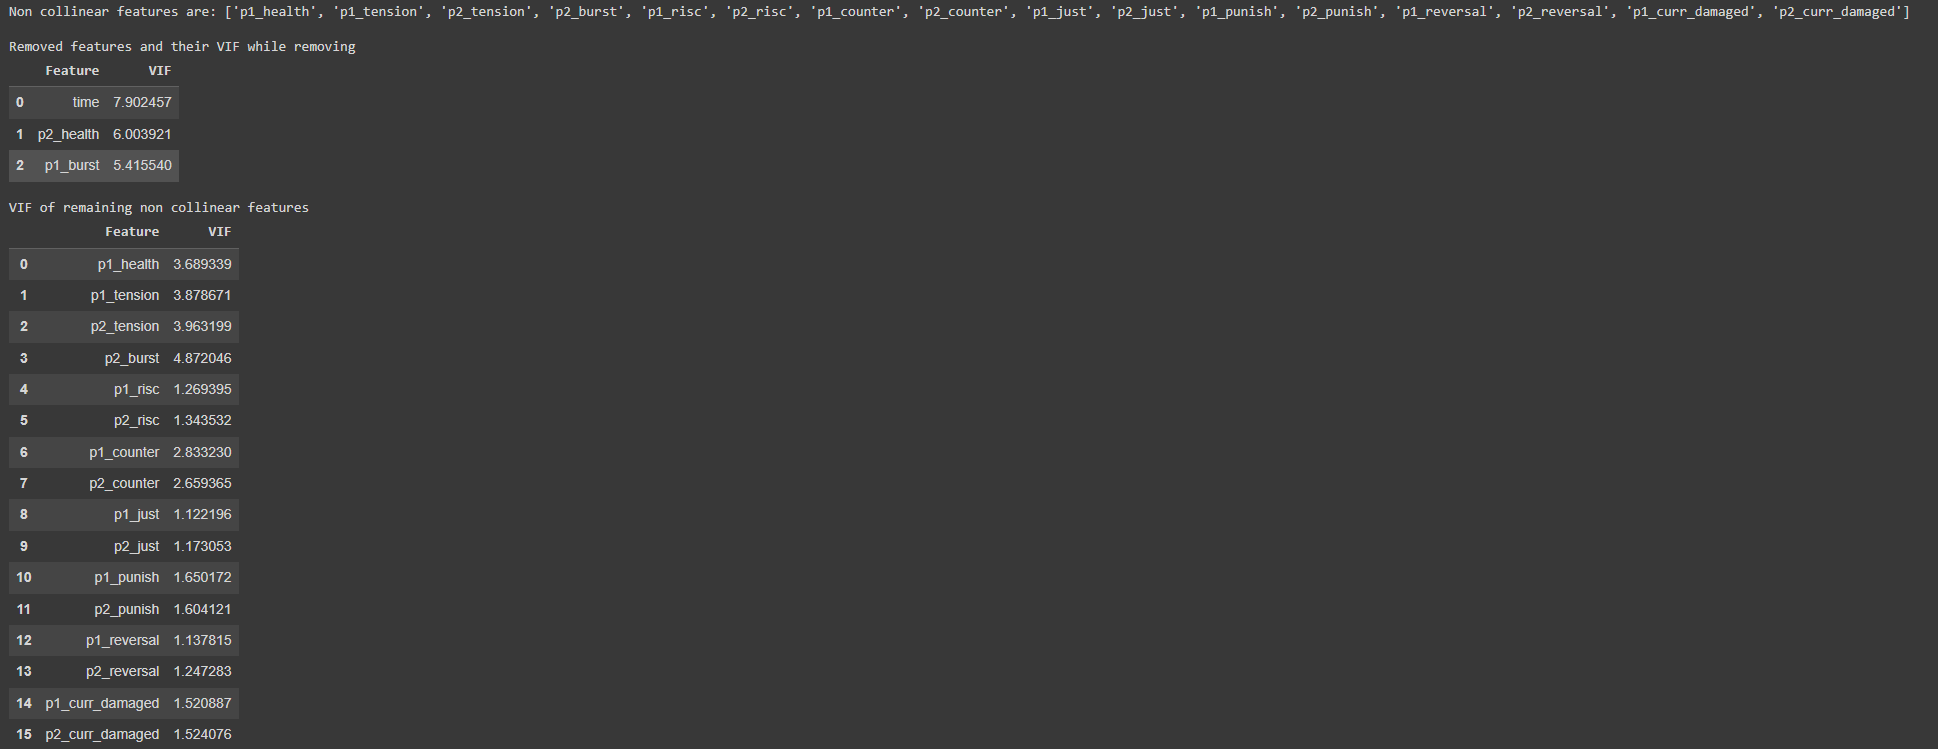 Non collinear features are: ['p1_health', 'p1_tension', 'p2_tension', 'p2_burst', 'p1_risc', 'p2_risc', 'p1_counter', 'p2_counter', 'p1_just', 'p2_just', 'p1_punish', 'p2_punish', 'p1_reversal', 'p2_reversal', 'p1_curr_damaged', 'p2_curr_damaged']
Removed features and their VIF while removing
Feature VIF
0 time 7.902457
1 p2_health 6.003921
2 p1_burst 5.415540
VIF of remaining non collinear features
Feature VIF
0 p1_health 3.689339
1 p1_tension 3.878671
2 p2_tension 3.963199
3 p2_burst 4.872046
4 p1_risc 1.269395
5 p2_risc 1.343532
6 p1_counter 2.833230
7 p2_counter 2.659365
8 p1_just 1.122196
9 p2_just 1.173053
10 p1_punish 1.650172
11 p2_punish 1.604121
12 p1_reversal 1.137815
13 p2_reversal 1.247283
14 p1_curr_damaged 1.520887
15 p2_curr_damaged 1.524076